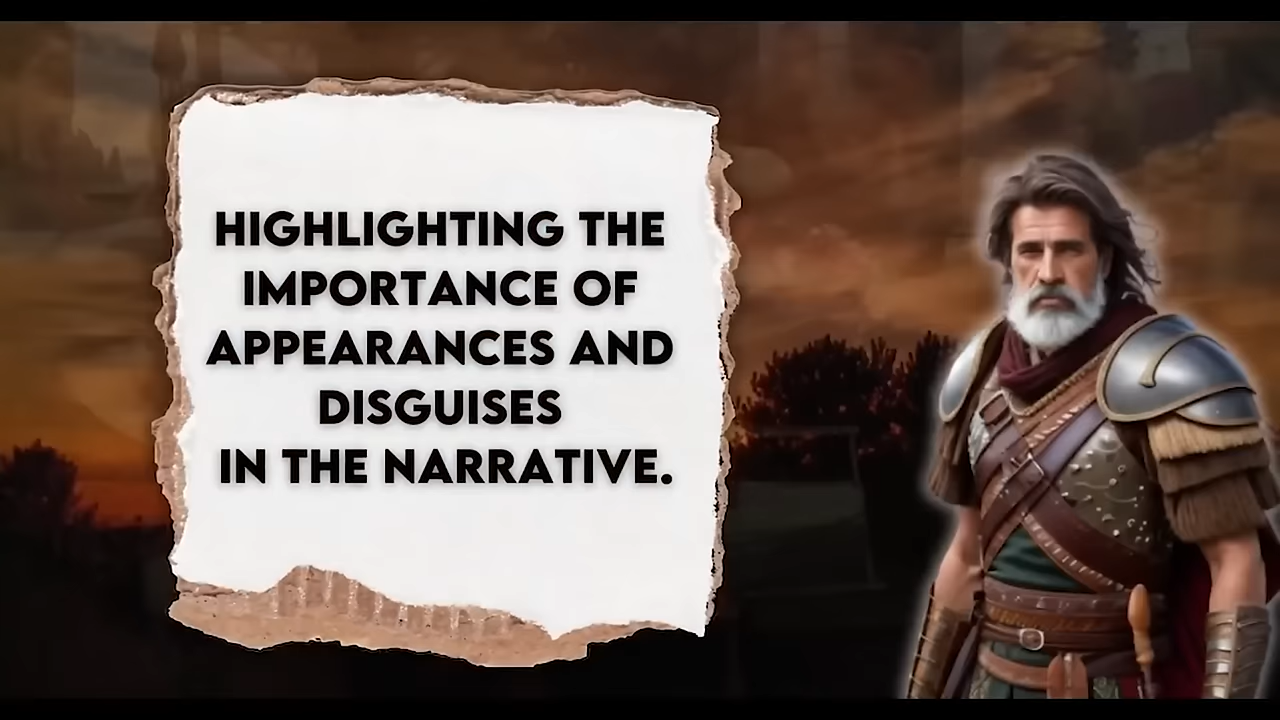 HIGHLIGHTING THE
IMPORTANCE OF
APPEARANCES AND
DISGUISES
IN THE NARRATIVE.